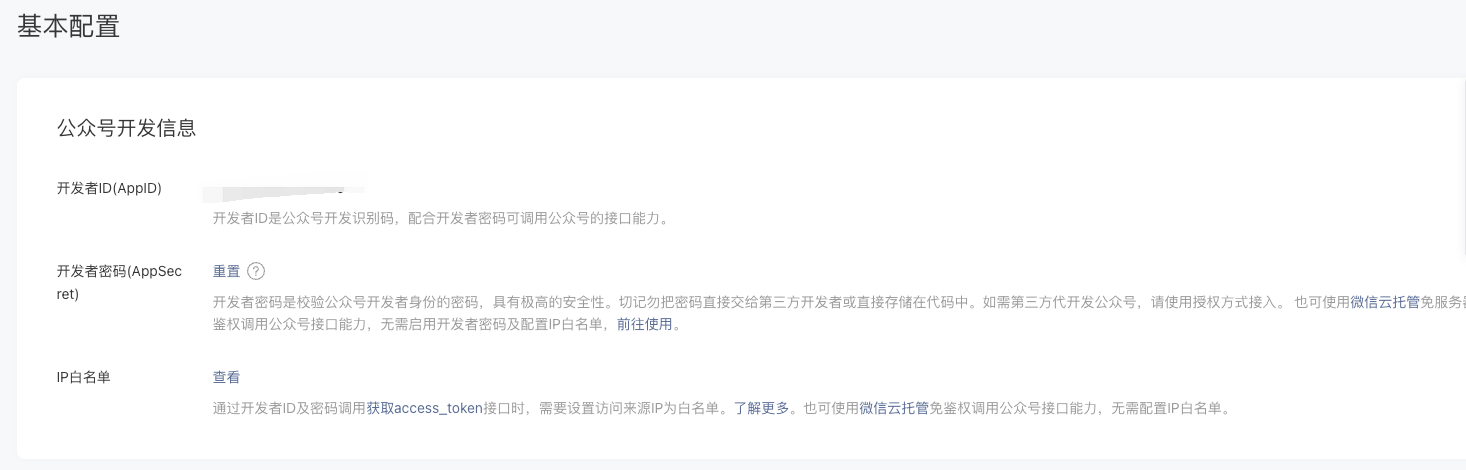 基本配置
公众号开发信息
开发者ID(AppID)
开发者ID是公众号开发识别码，配合开发者密码可调用公众号的接口能力。
开发者密码(AppSec
ret)
重置 ?
开发者密码是校验公众号开发者身份的密码，具有极高的安全性。切记勿把密码直接交给第三方开发者或直接存储在代码中。如需第三方代开发公众号，请使用授权方式接入。 也可使用微信云托管免服务
鉴权调用公众号接口能力，无需启用开发者密码及配置IP白名单，前往使用。
IP白名单
查看
通过开发者ID及密码调用获取access_token接口时，需要设置访问来源IP为白名单。了解更多。也可使用微信云托管免鉴权调用公众号接口能力，无需配置IP白名单。